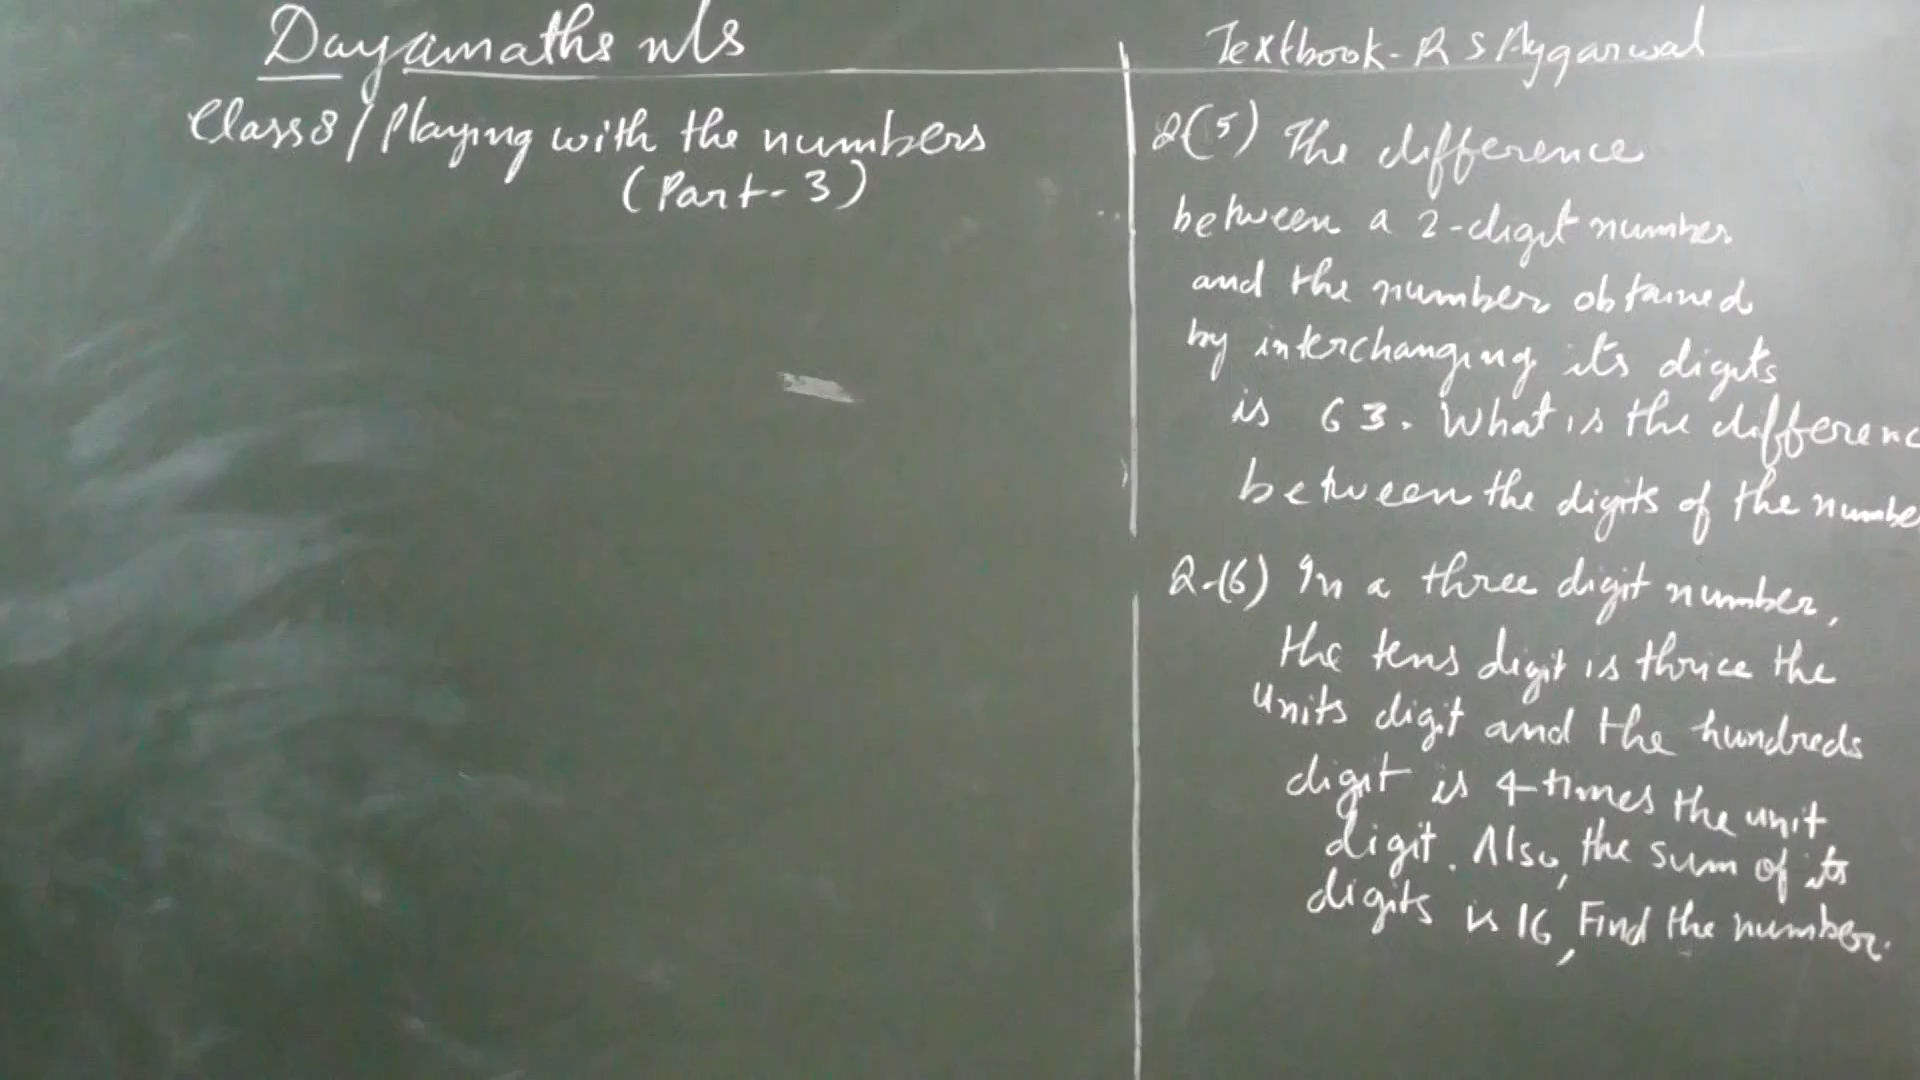 Dayamaths nls
Class 8/Playing with the numbers
(Part-3)
Textbook-R S Aggarwal
Q(5) The difference
between a 2-digit number
and the number obtained
by interchanging its digits
is 63. What is the differenc
between the digits of the numbe
Q.(6) In a three digit number,
the tens digit is thrice the
units digit and the hundreds
digit is 4 times the unit
digit. Also, the sum of its
digits is 16, Find the number.